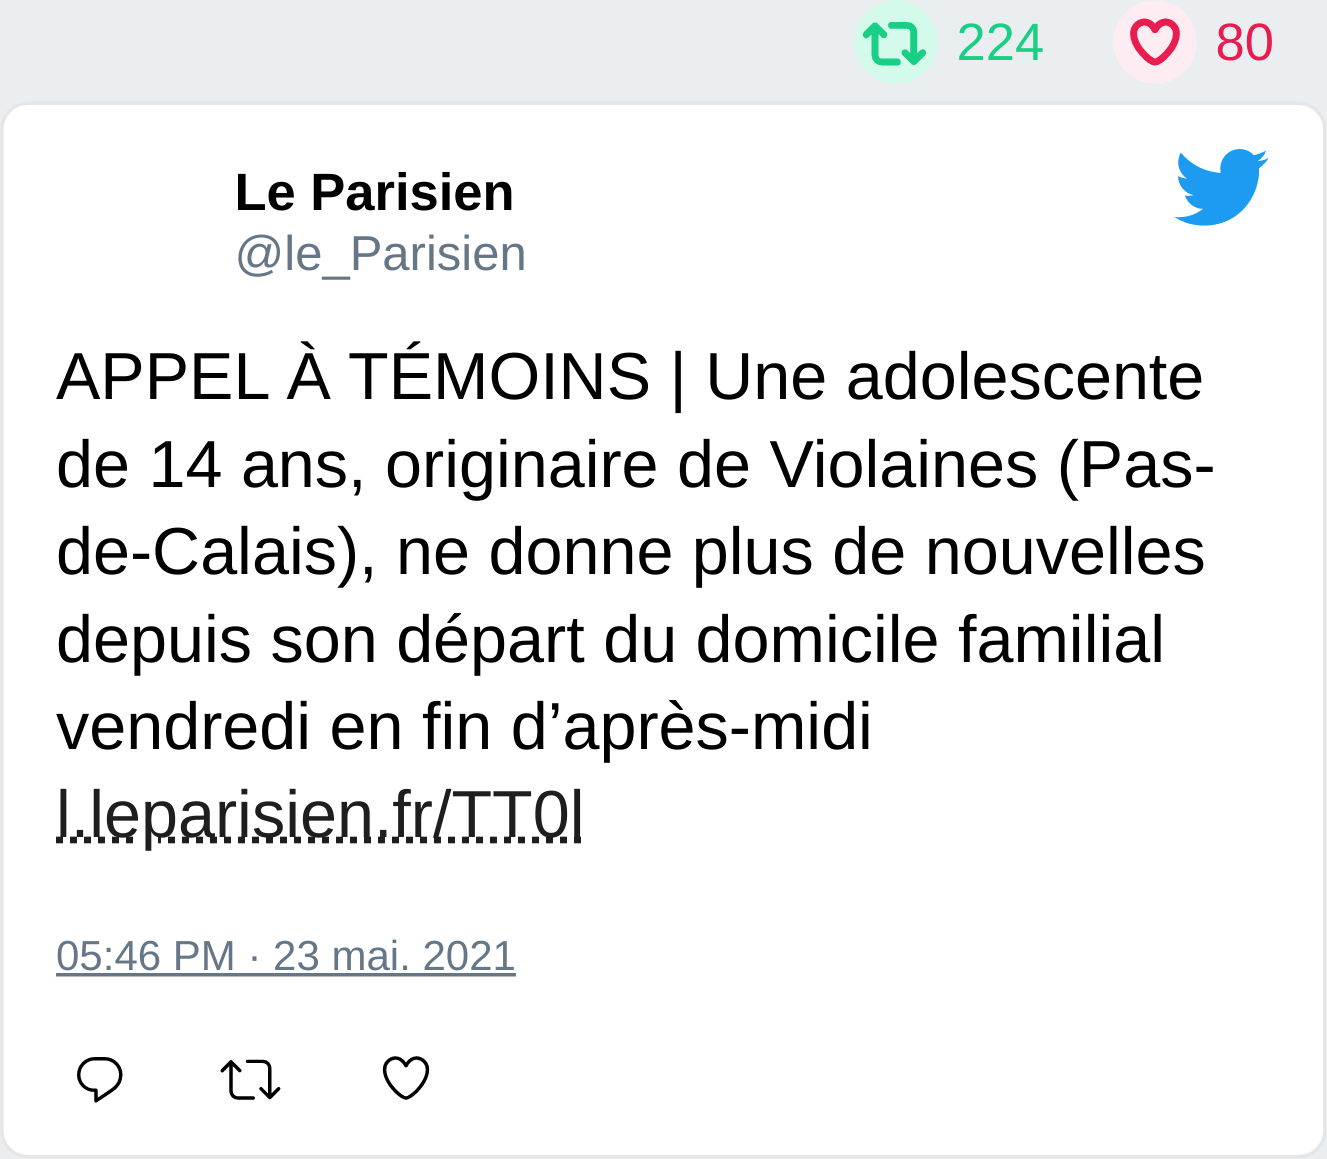 224 80
Le Parisien
@le_Parisien
APPEL À TÉMOINS | Une adolescente
de 14 ans, originaire de Violaines (Pas-
de-Calais), ne donne plus de nouvelles
depuis son départ du domicile familial
vendredi en fin d’après-midi
l.leparisien.fr/TT0l
05:46 PM · 23 mai. 2021